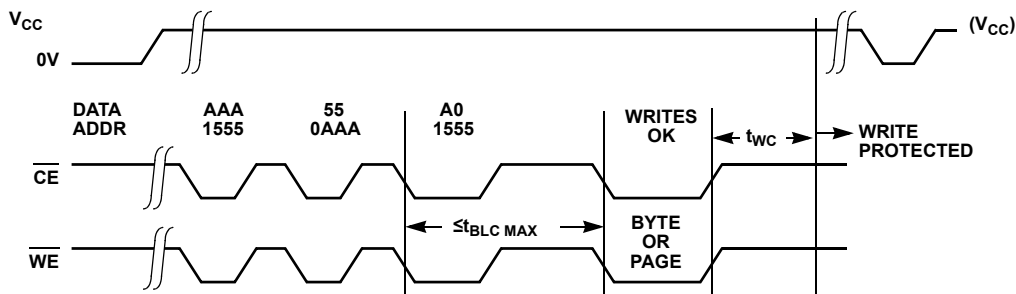 VCC
(VCC)
0V
DATA AAA 55 A0 WRITES
ADDR 1555 0AAA 1555 OK
tWC
WRITE
PROTECTED
CE
≤tBLC MAX
BYTE
OR
PAGE
WE